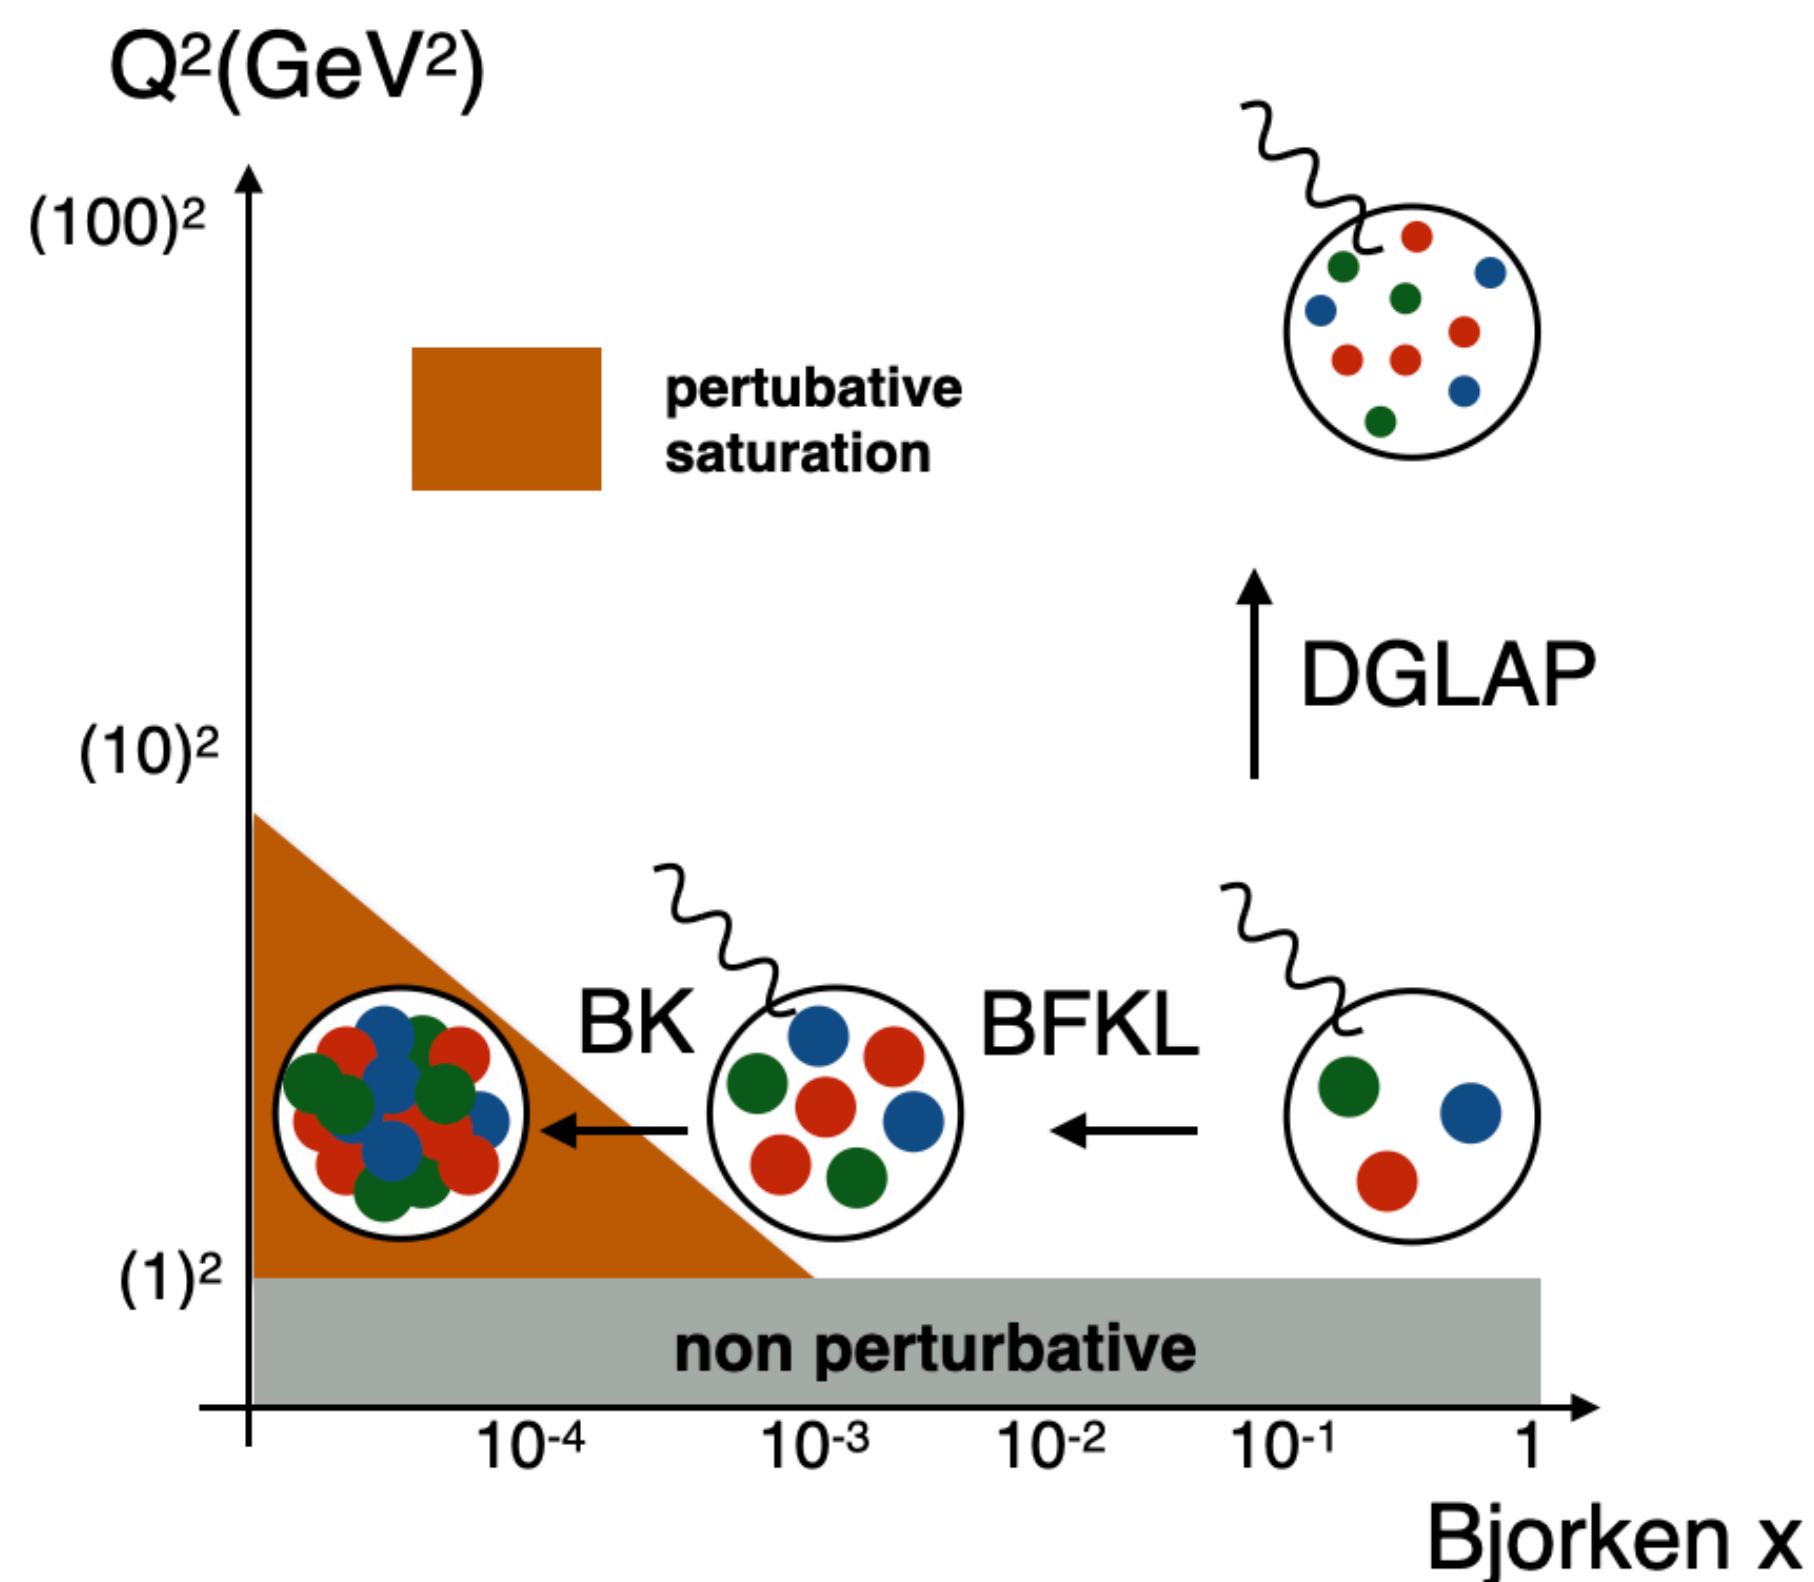 Q²(GeV²)
(100)²
pertubative
saturation
DGLAP
(10)²
BK
BFKL
(1)²
non perturbative
10⁻⁴ 10⁻³ 10⁻² 10⁻¹ 1
Bjorken x